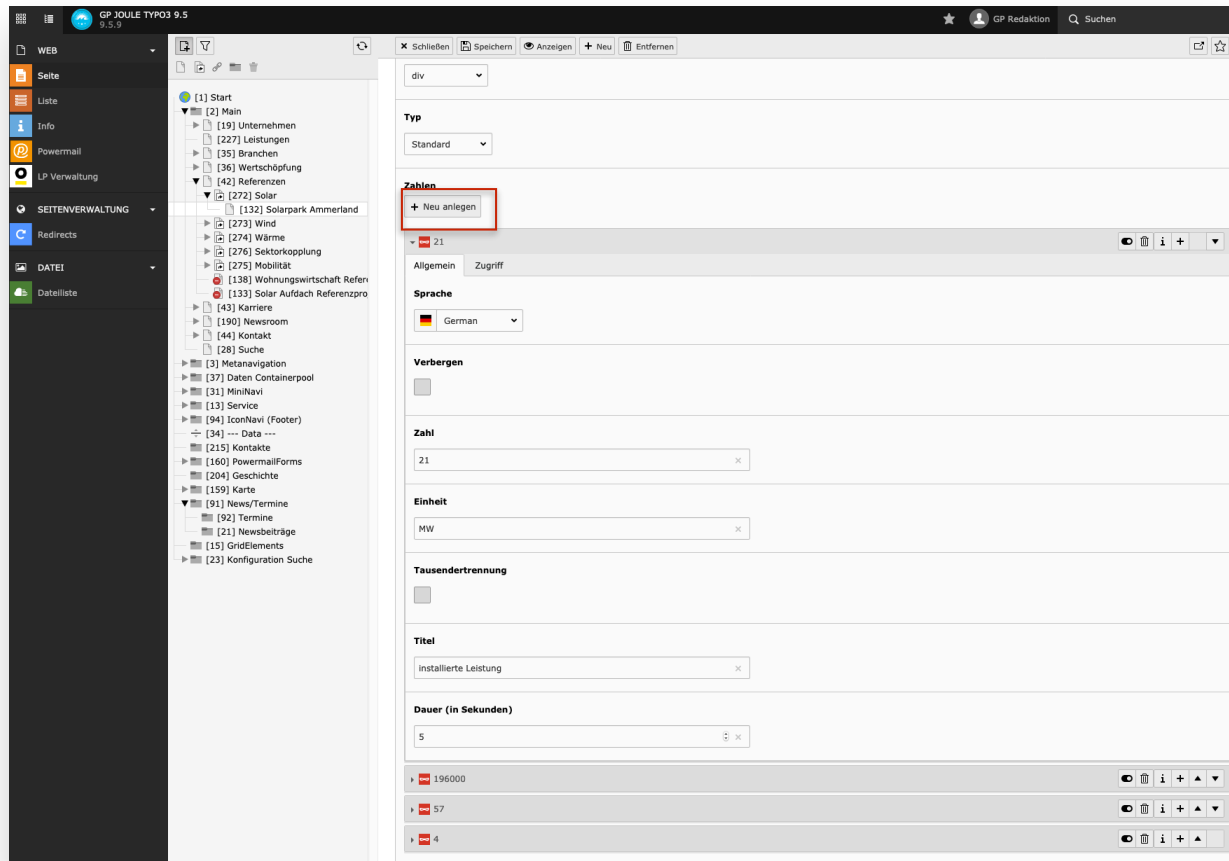 GP JOULE TYPO3 9.5
9.5.9
GP Redaktion
Suchen
WEB
Seite
Liste
Info
Powermail
LP Verwaltung
SEITENVERWALTUNG
Redirects
DATEI
Dateiliste
[1] Start
[2] Main
[19] Unternehmen
[227] Leistungen
[35] Branchen
[36] Wertschöpfung
[42] Referenzen
[272] Solar
[132] Solarpark Ammerland
[273] Wind
[274] Wärme
[276] Sektorkopplung
[275] Mobilität
[138] Wohnungswirtschaft Refere
[133] Solar Aufdach Referenzpro
[43] Karriere
[190] Newsroom
[44] Kontakt
[28] Suche
[3] Metanavigation
[37] Daten Containerpool
[31] MiniNavi
[13] Service
[94] IconNavi (Footer)
[34] --- Data ---
[215] Kontakte
[160] PowermailForms
[204] Geschichte
[159] Karte
[91] News/Termine
[92] Termine
[21] Newsbeiträge
[15] GridElements
[23] Konfiguration Suche
Schließen Speichern Anzeigen Neu Entfernen
div
Typ
Standard
Zahlen
+ Neu anlegen
21
Allgemein Zugriff
Sprache
German
Verbergen
Zahl
21
Einheit
MW
Tausendertrennung
Titel
installierte Leistung
Dauer (in Sekunden)
5
196000
57
4